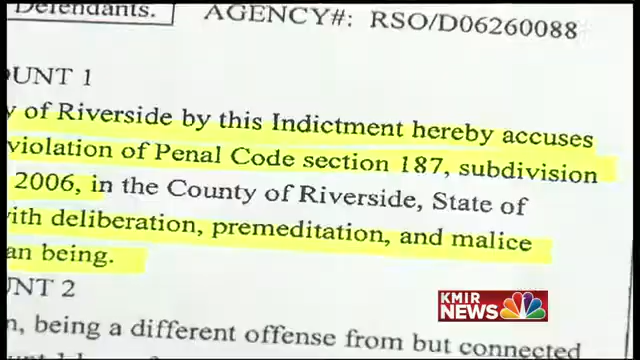 Defendants.
AGENCY#: RSO/D06260088
OUNT 1
y of Riverside by this Indictment hereby accuses
violation of Penal Code section 187, subdivision
2006, in the County of Riverside, State of
ith deliberation, premeditation, and malice
an being.
UNT 2
n, being a different offense from but connected
KMIR
NEWS